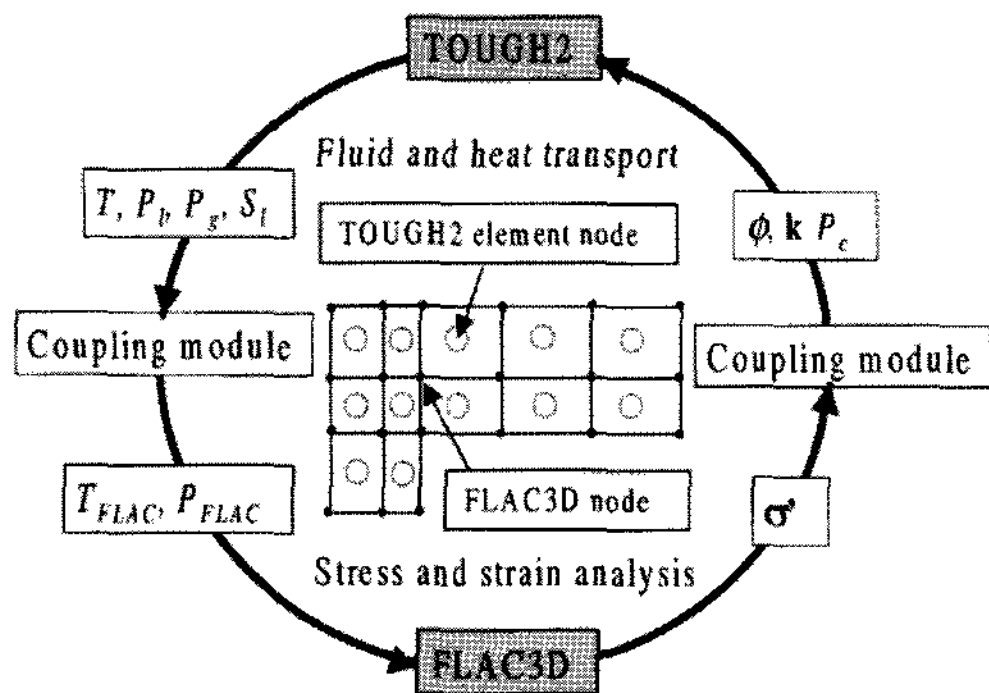 TOUGH2
Fluid and heat transport
T, P_l, P_g, S_l
TOUGH2 element node
ϕ, k P_c
Coupling module
Coupling module
T_FLAC, P_FLAC
FLAC3D node
σ'
Stress and strain analysis
FLAC3D